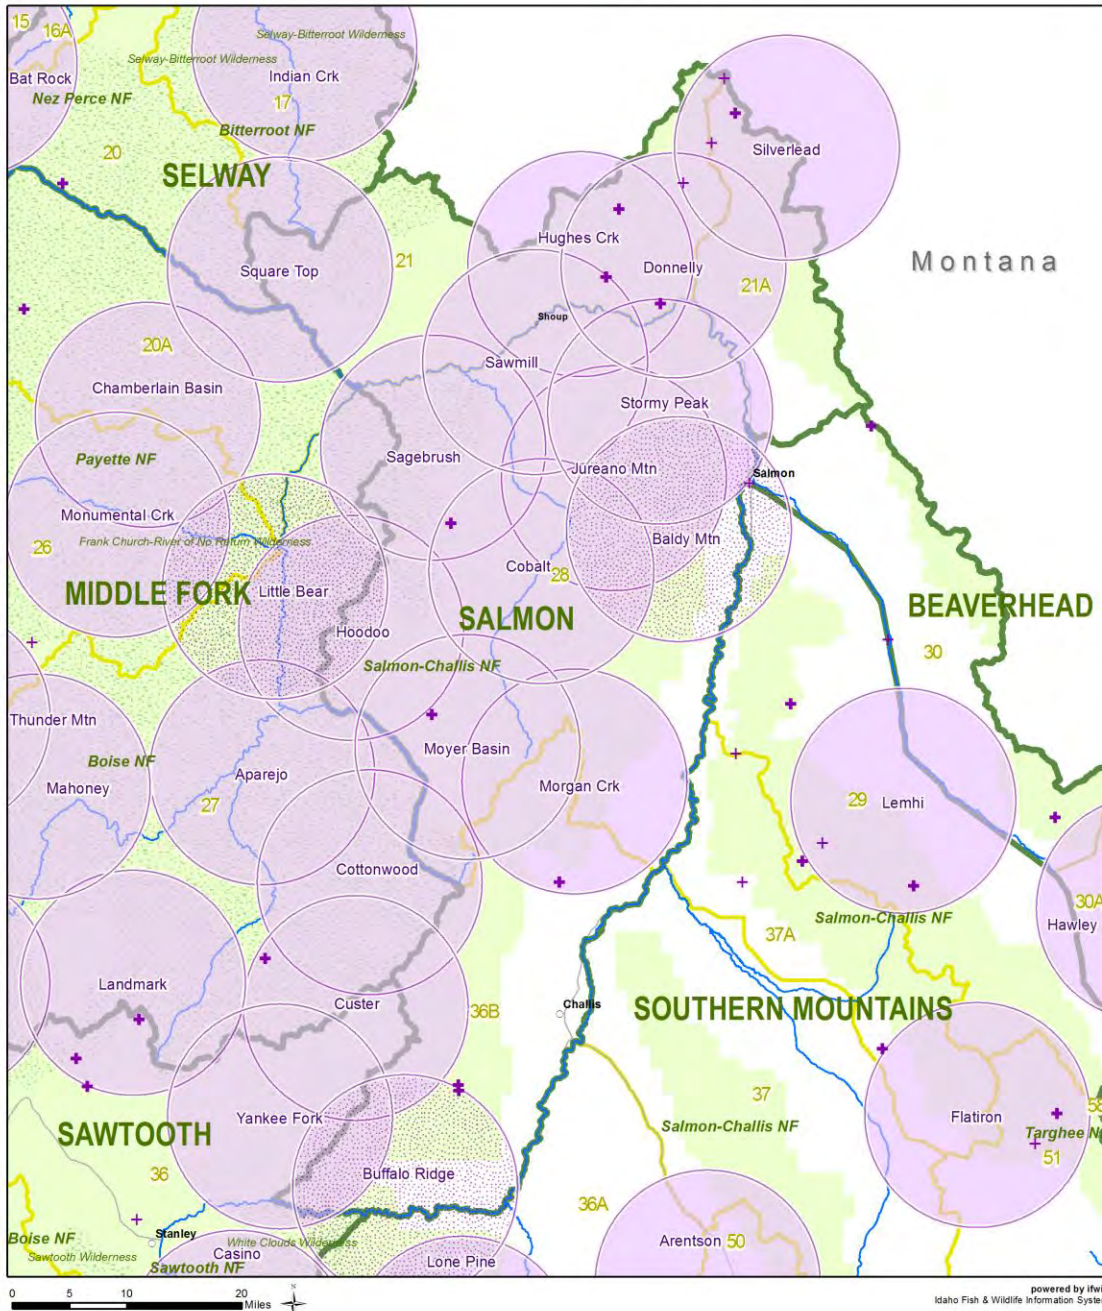 15
16A
Selway-Bitterroot Wilderness
Selway-Bitterroot Wilderness
Bat Rock
Indian Crk
Nez Perce NF
17
Bitterroot NF
20
Silverlead
SELWAY
Hughes Crk
21
Square Top
Donnelly
Montana
21A
Shoup
20A
Sawmill
Chamberlain Basin
Stormy Peak
Payette NF
Sagebrush
Jureano Mtn
Salmon
Monumental Crk
Baldy Mtn
Frank Church-River of No Return Wilderness
26
Cobalt
28
MIDDLE FORK
Little Bear
BEAVERHEAD
SALMON
Hoodoo
30
Salmon-Challis NF
Thunder Mtn
Moyer Basin
Boise NF
Aparejo
Mahoney
Morgan Crk
27
29
Lemhi
Cottonwood
30A
Salmon-Challis NF
Hawley
37A
Landmark
Custer
36B
Challis
SOUTHERN MOUNTAINS
37
58
Yankee Fork
Flatiron
SAWTOOTH
Salmon-Challis NF
Targhee N
51
36
Buffalo Ridge
36A
Stanley
Boise NF
White Clouds Wilderness
Arentson
50
Sawtooth Wilderness
Casino
Lone Pine
Sawtooth NF
0 5 10 20
Miles
N
powered by ifwi
Idaho Fish & Wildlife Information Syste